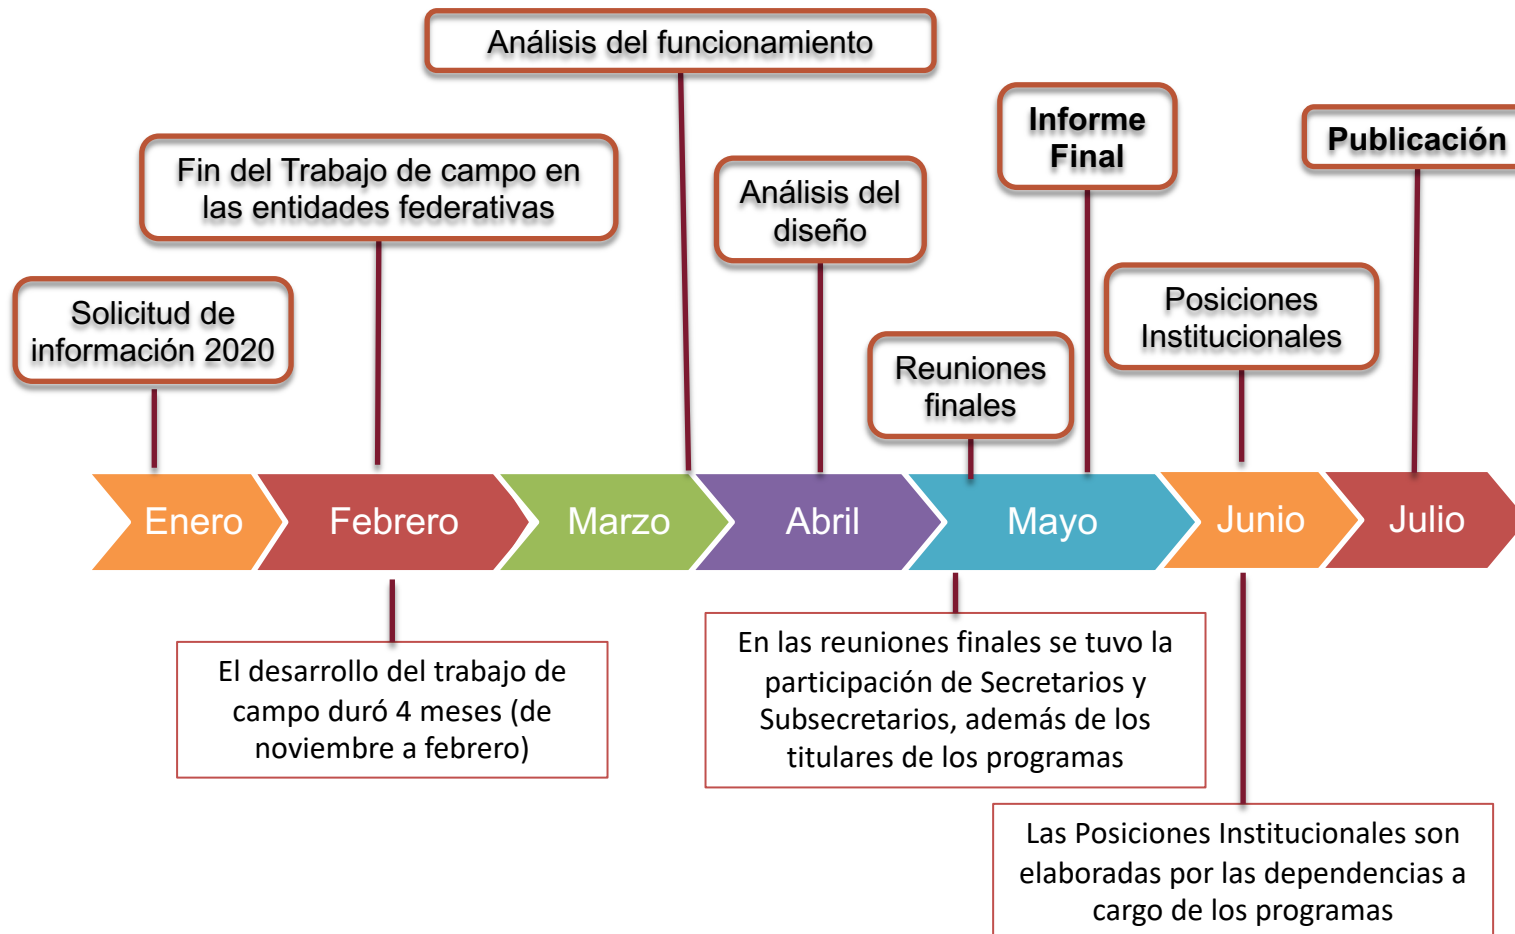 Análisis del funcionamiento
Informe
Final
Publicación
Fin del Trabajo de campo en
las entidades federativas
Análisis del
diseño
Posiciones
Institucionales
Solicitud de
información 2020
Reuniones
finales
Enero
Febrero
Marzo
Abril
Mayo
Junio
Julio
El desarrollo del trabajo de
campo duró 4 meses (de
noviembre a febrero)
En las reuniones finales se tuvo la
participación de Secretarios y
Subsecretarios, además de los
titulares de los programas
Las Posiciones Institucionales son
elaboradas por las dependencias a
cargo de los programas